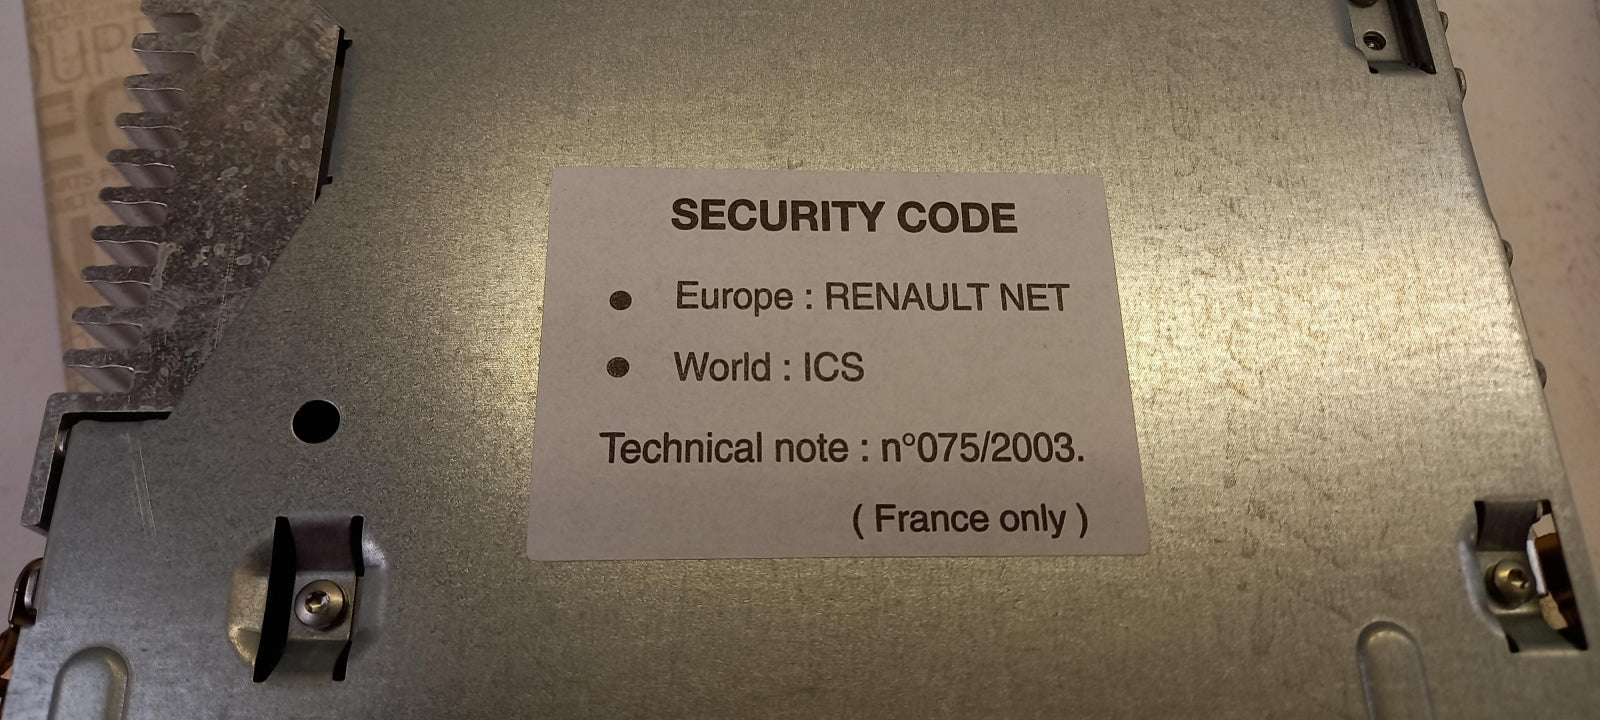 SECURITY CODE
● Europe : RENAULT NET
● World : ICS
Technical note : n°075/2003.
( France only )